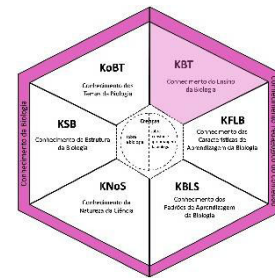 KoBT
Conhecimento dos
Temas da Biologia
KBT
Conhecimento do Ensino
da Biologia
KSB
Conhecimento da Estrutura
da Biologia
KFLB
Conhecimento das
Características de
Aprendizagem da Biologia
Crenças
KNoS
Conhecimento da
Natureza da Ciência
KBLS
Conhecimento dos
Padrões de Aprendizagem
da Biologia
Conhecimento da Biologia